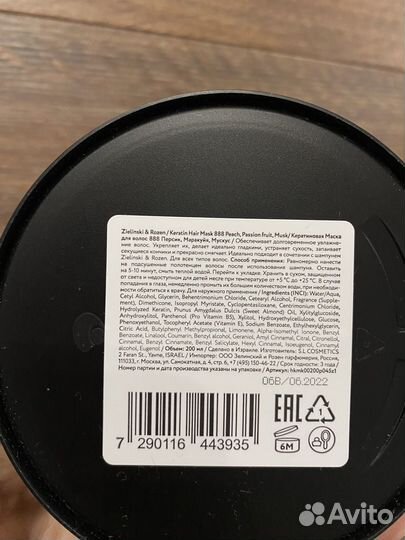 Zielinski & Rozen / Keratin Hair Mask 888 Peach, Passion fruit, Musk/ Кератиновая Маска
для волос 888 Персик, Маракуйя, Мускус / Обеспечивает долговременное увлажне-
ние волос. Укрепляет их, делает идеально гладкими, устраняет сухость, запаивает
секущиеся кончики и прекрасно смягчает. Идеально подходит в сочетании с шампунем
Zielinski & Rozen. Для всех типов волос. Способ применения: Равномерно нанести
на подсушенные полотенцем волосы после использования шампуня. Оставить
на 5-10 минут, смыть теплой водой. Перейти к укладке. Хранить в сухом, защищенном
от света и недоступном для детей месте при температуре от +5 °С до +25 °С. В случае
попадания в глаза, немедленно промыть их большим количеством воды, при необходи-
мости обратиться к врачу. Для наружного применения / Ingredients (INCI): Water/Aqua,
Cetyl Alcohol, Glycerin, Behentrimonium Chloride, Cetearyl Alcohol, Fragrance (Supple-
ment), Dimethicone, Isopropyl Myristate, Cyclopentasiloxane, Centrimonium Chloride,
Hydrolyzed Keratin, Prunus Amygdalus Dulcis (Sweet Almond) Oil, Xylitylglucoside,
Anhydroxylitol, Panthenol (Pro Vitamin B5), Xylitol, Hydroxyethylcellulose, Glucose,
Phenoxyethanol, Tocopheryl Acetate (Vitamin E), Sodium Benzoate, Ethylhexylglycerin,
Citric Acid, Butylphenyl Methylpropional, Limonene, Alpha-Isomethyl Ionone, Benzyl
Benzoate, Linalool, Coumarin, Benzyl alcohol, Geraniol, Amyl Cinnamal, Citral, Citronellol,
Cinnamal, Benzyl Cinnamate, Benzyl Salicylate, Hexyl Cinnamal, Isoeugenol, Cinnamyl
alcohol, Eugenol / Объем: 200 мл / Сделано в Израиле. Изготовитель: S.L COSMETICS
2 Faran St., Yavne, ISRAEL / Импортер: ООО Зелинский и Розен парфюмерия, Россия,
111033, г. Москва, ул. Самокатная, д. 4, стр. 6, +7 (495) 150-46-22 / Срок годности: 3 года /
Номер партии и дата производства указаны на упаковке / Артикул: hkmk00200p045z1
06B/06.2022
EAC
1
6M
7 290116 443935
Avito